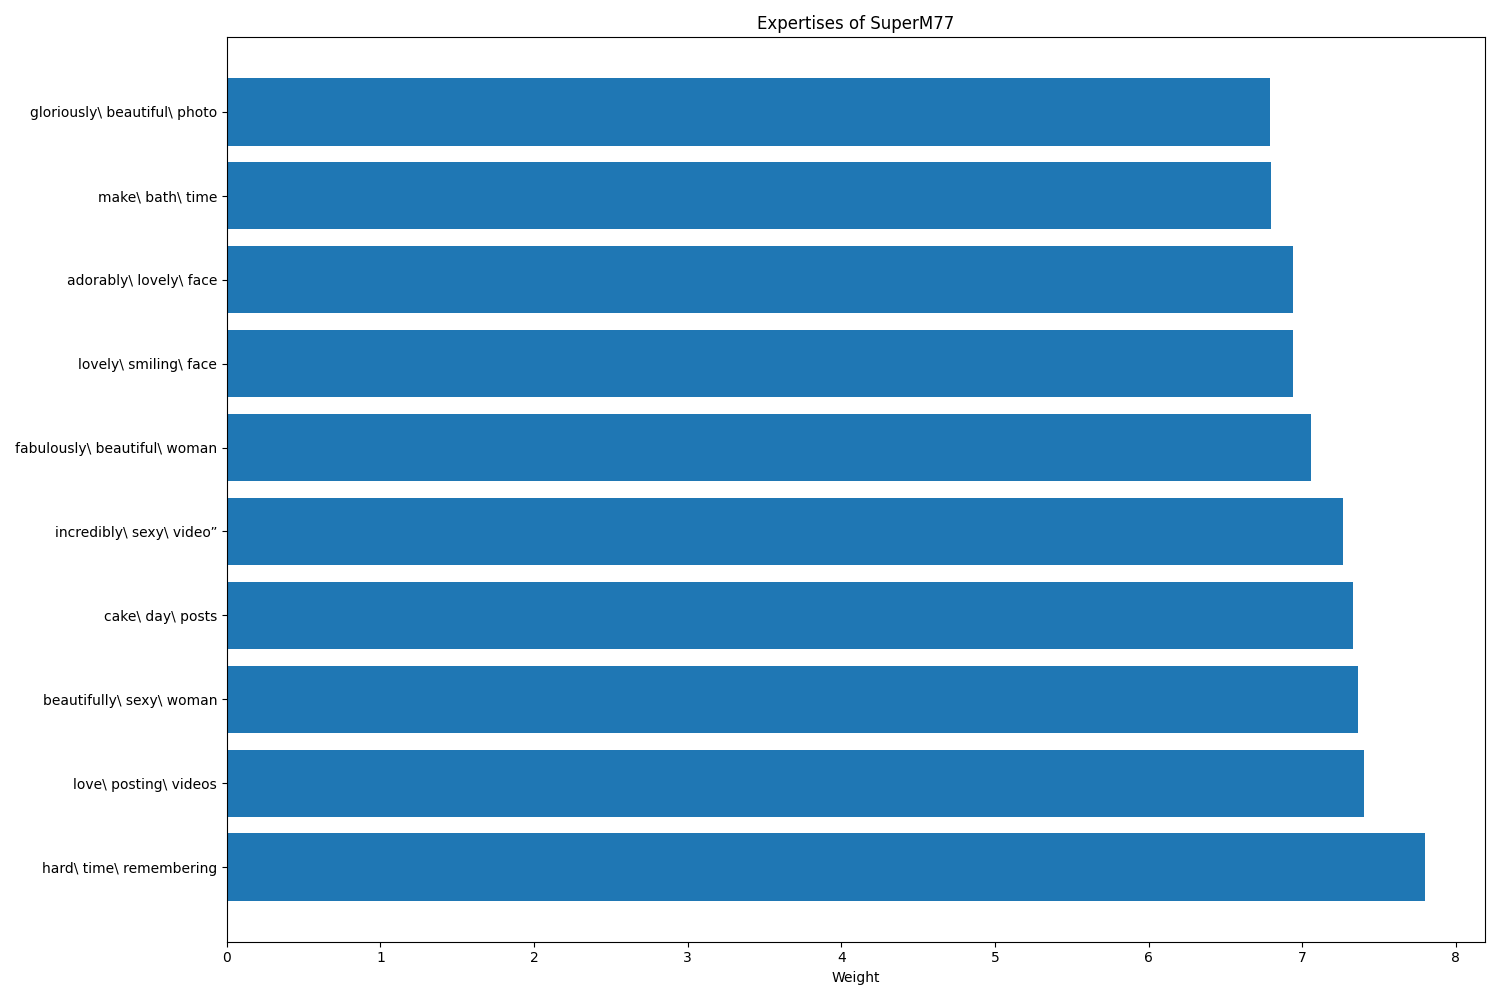 Expertises of SuperM77
gloriously\ beautiful\ photo
make\ bath\ time
adorably\ lovely\ face
lovely\ smiling\ face
fabulously\ beautiful\ woman
incredibly\ sexy\ video”
cake\ day\ posts
beautifully\ sexy\ woman
love\ posting\ videos
hard\ time\ remembering
0 1 2 3 4 5 6 7 8
Weight